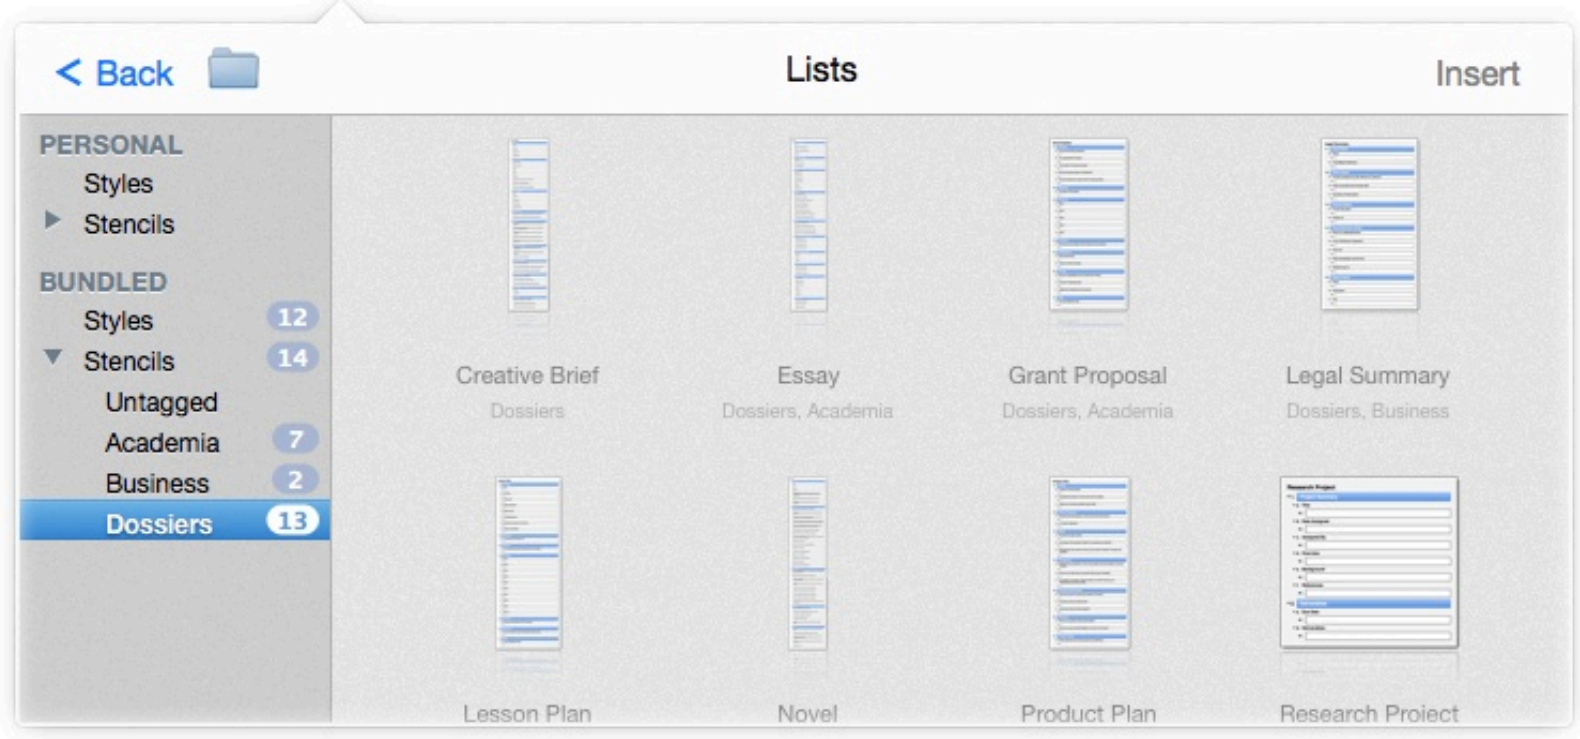 < Back
Lists
Insert
PERSONAL
Styles
Stencils
BUNDLED
Styles 12
Stencils 14
Untagged
Academia 7
Business 2
Dossiers 13
Creative Brief
Dossiers
Essay
Dossiers, Academia
Grant Proposal
Dossiers, Academia
Legal Summary
Dossiers, Business
Research Project
Lesson Plan
Novel
Product Plan
Research Project